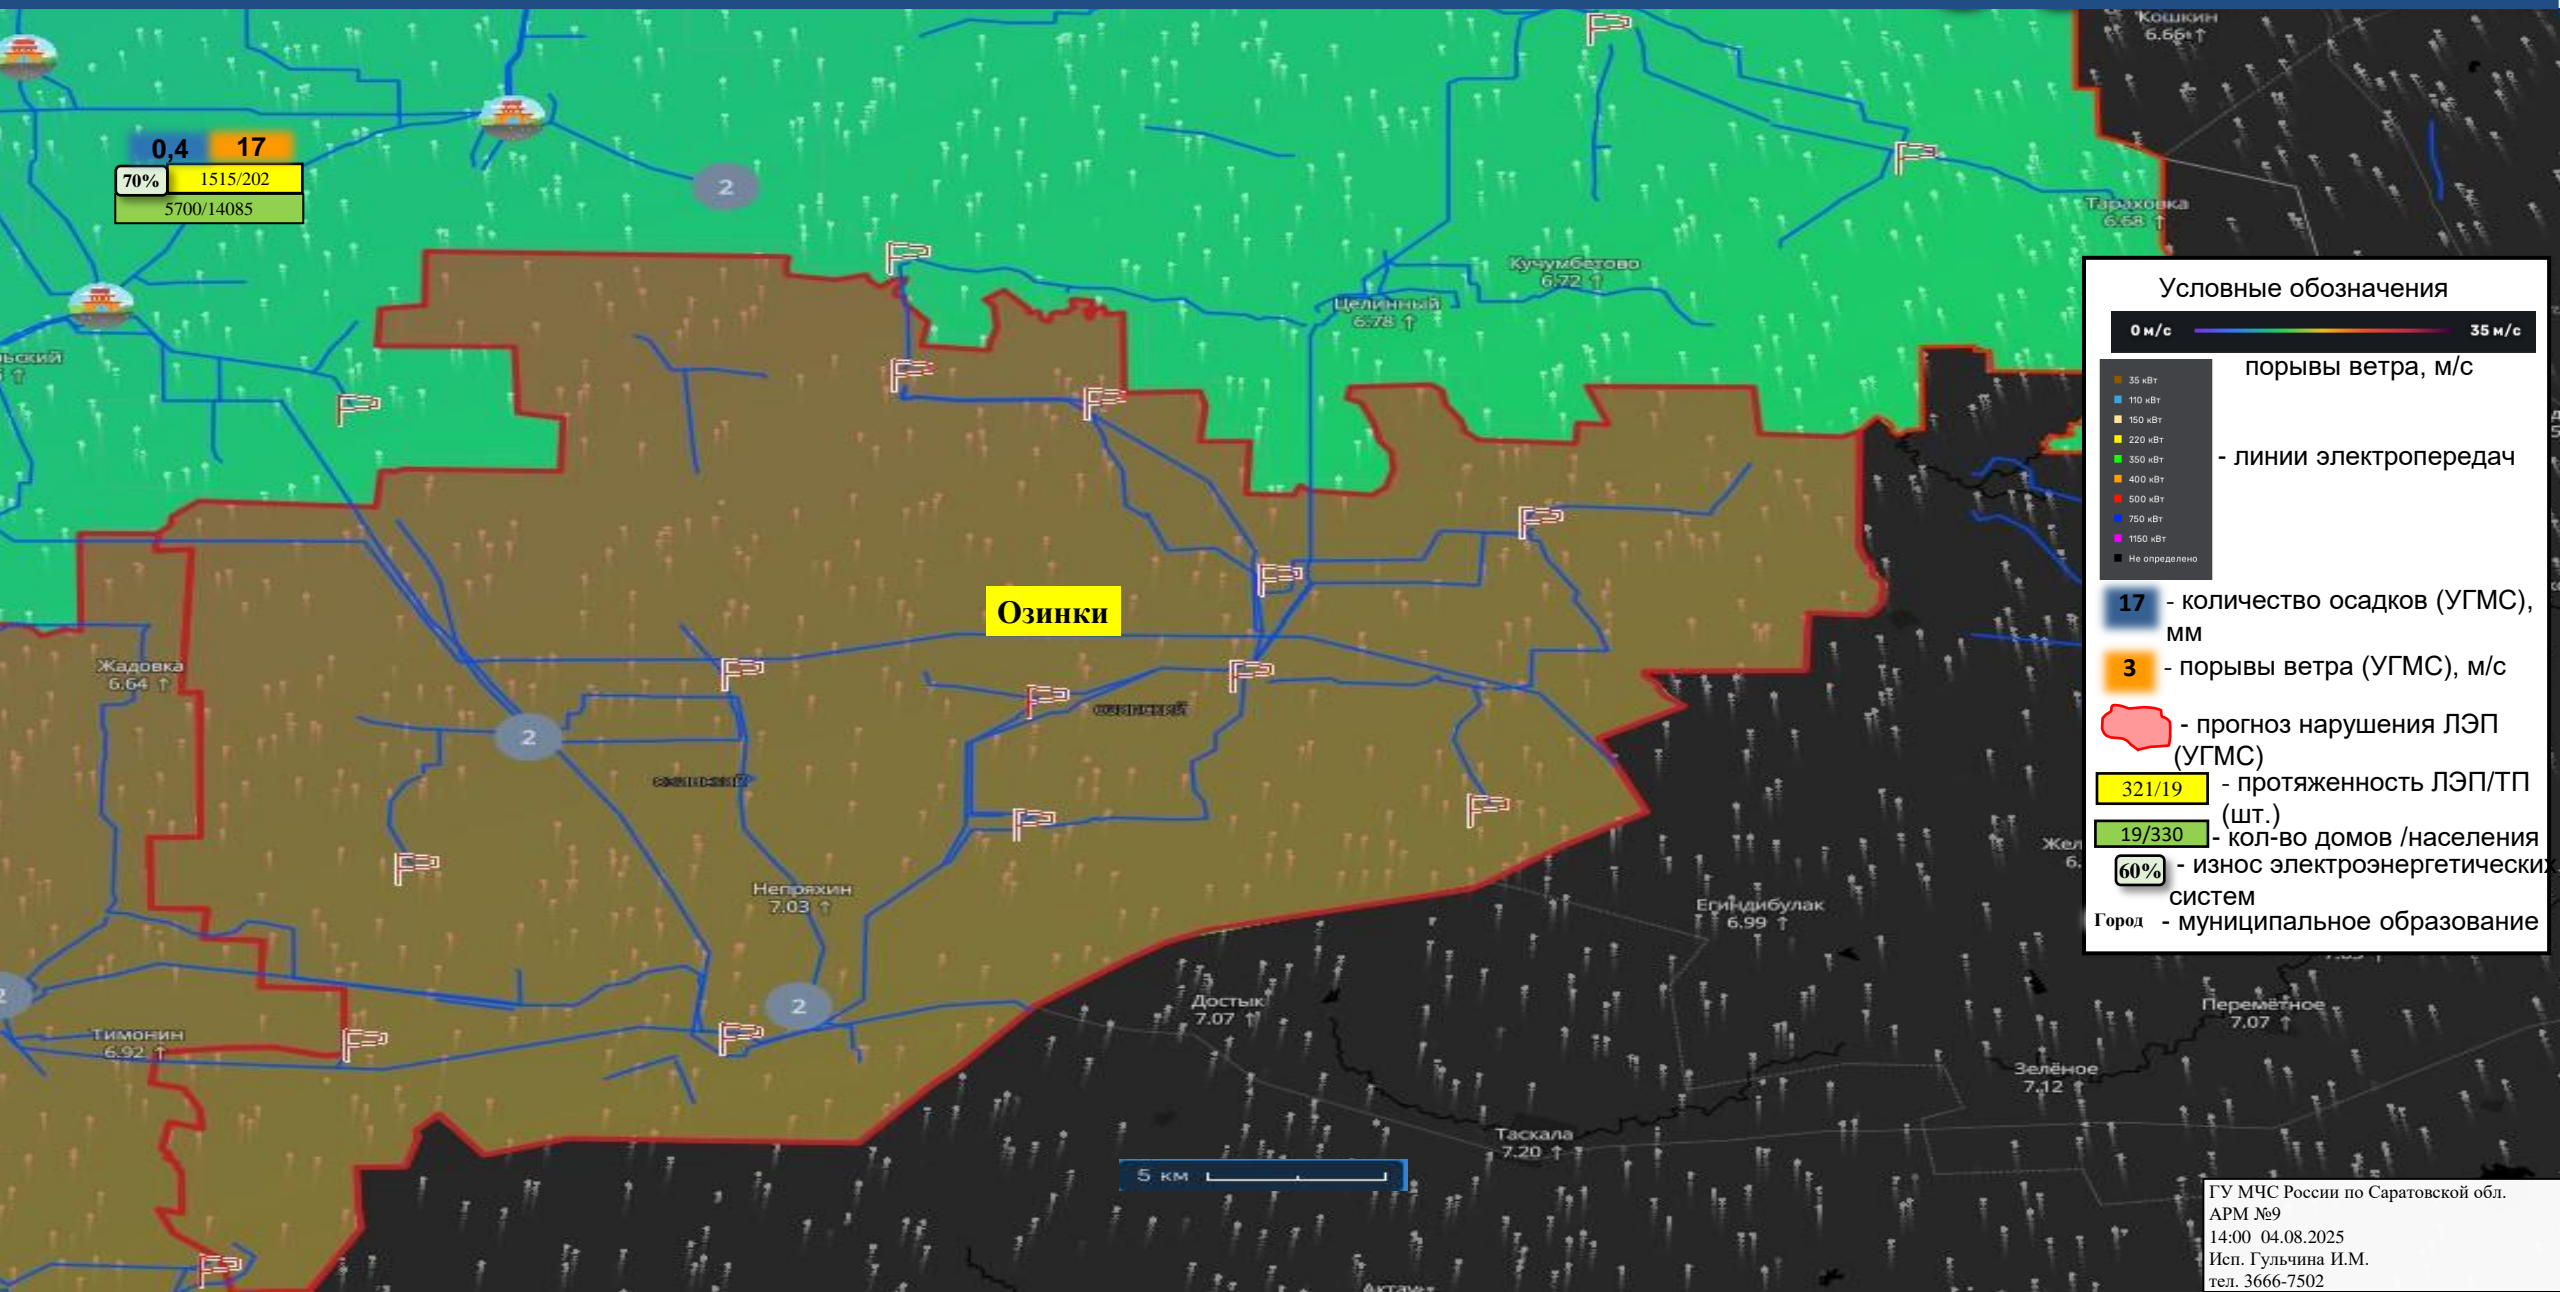 Кошкин
6.66 ↑
0,4 17
70% 1515/202
5700/14085
2
Тараховка
6.68 ↑
Кучумбетово
6.72 ↑
Целинный
6.78 ↑
ьский
↑
Озинки
Жадовка
6.64 ↑
2
озинский
Непряхин
7.03 ↑
2
2
Тимонин
6.92 ↑
Егиндибулак
6.99 ↑
Достык
7.07 ↑
Перемётное
7.07 ↑
Зелёное
7.12 ↑
Таскала
7.20 ↑
Жел
6.
5 км
Условные обозначения
0 м/с 35 м/с
порывы ветра, м/с
35 кВт
110 кВт
150 кВт
220 кВт
350 кВт
400 кВт
500 кВт
750 кВт
1150 кВт
Не определено
- линии электропередач
17 - количество осадков (УГМС),
мм
3 - порывы ветра (УГМС), м/с
- прогноз нарушения ЛЭП
(УГМС)
321/19 - протяженность ЛЭП/ТП
(шт.)
19/330 - кол-во домов /населения
60% - износ электроэнергетических
систем
Город - муниципальное образование
ГУ МЧС России по Саратовской обл.
АРМ №9
14:00 04.08.2025
Исп. Гульчина И.М.
тел. 3666-7502